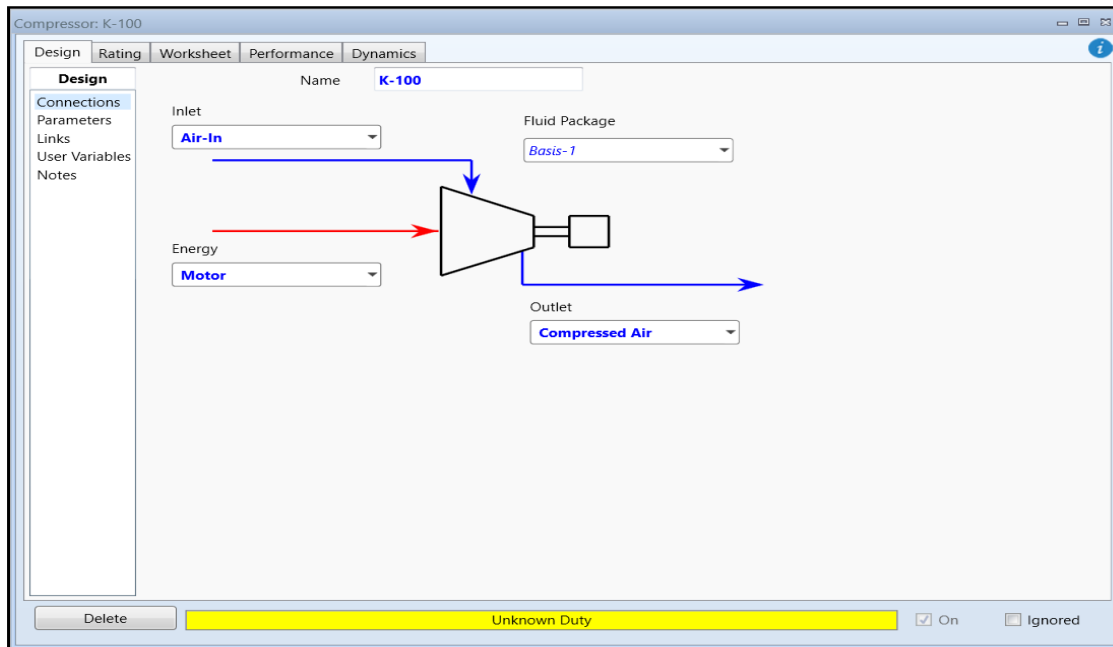 Compressor: K-100
Design Rating Worksheet Performance Dynamics
Design
Connections
Parameters
Links
User Variables
Notes
Name K-100
Inlet
Air-In
Fluid Package
Basis-1
Energy
Motor
Outlet
Compressed Air
Delete
Unknown Duty
On
Ignored